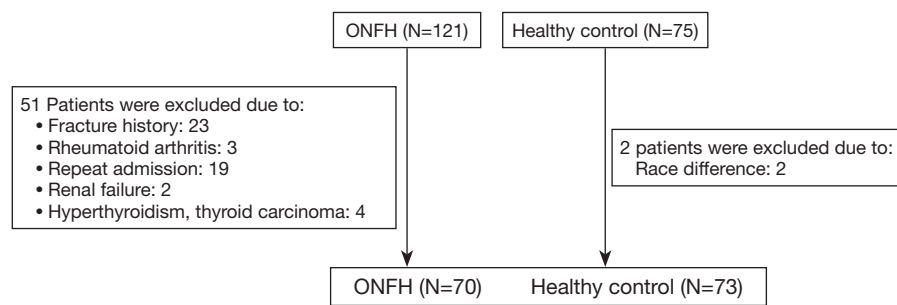 ONFH (N=121)
Healthy control (N=75)
51 Patients were excluded due to:
• Fracture history: 23
• Rheumatoid arthritis: 3
• Repeat admission: 19
• Renal failure: 2
• Hyperthyroidism, thyroid carcinoma: 4
2 patients were excluded due to:
Race difference: 2
ONFH (N=70) Healthy control (N=73)